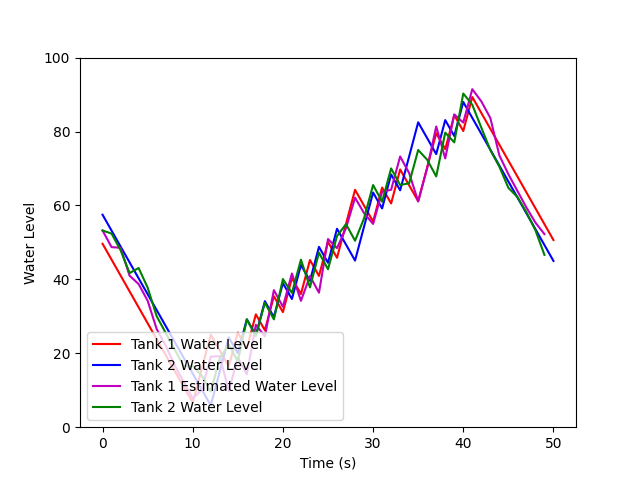 100
80
60
40
20
0
Water Level
Tank 1 Water Level
Tank 2 Water Level
Tank 1 Estimated Water Level
Tank 2 Water Level
0 10 20 30 40 50
Time (s)